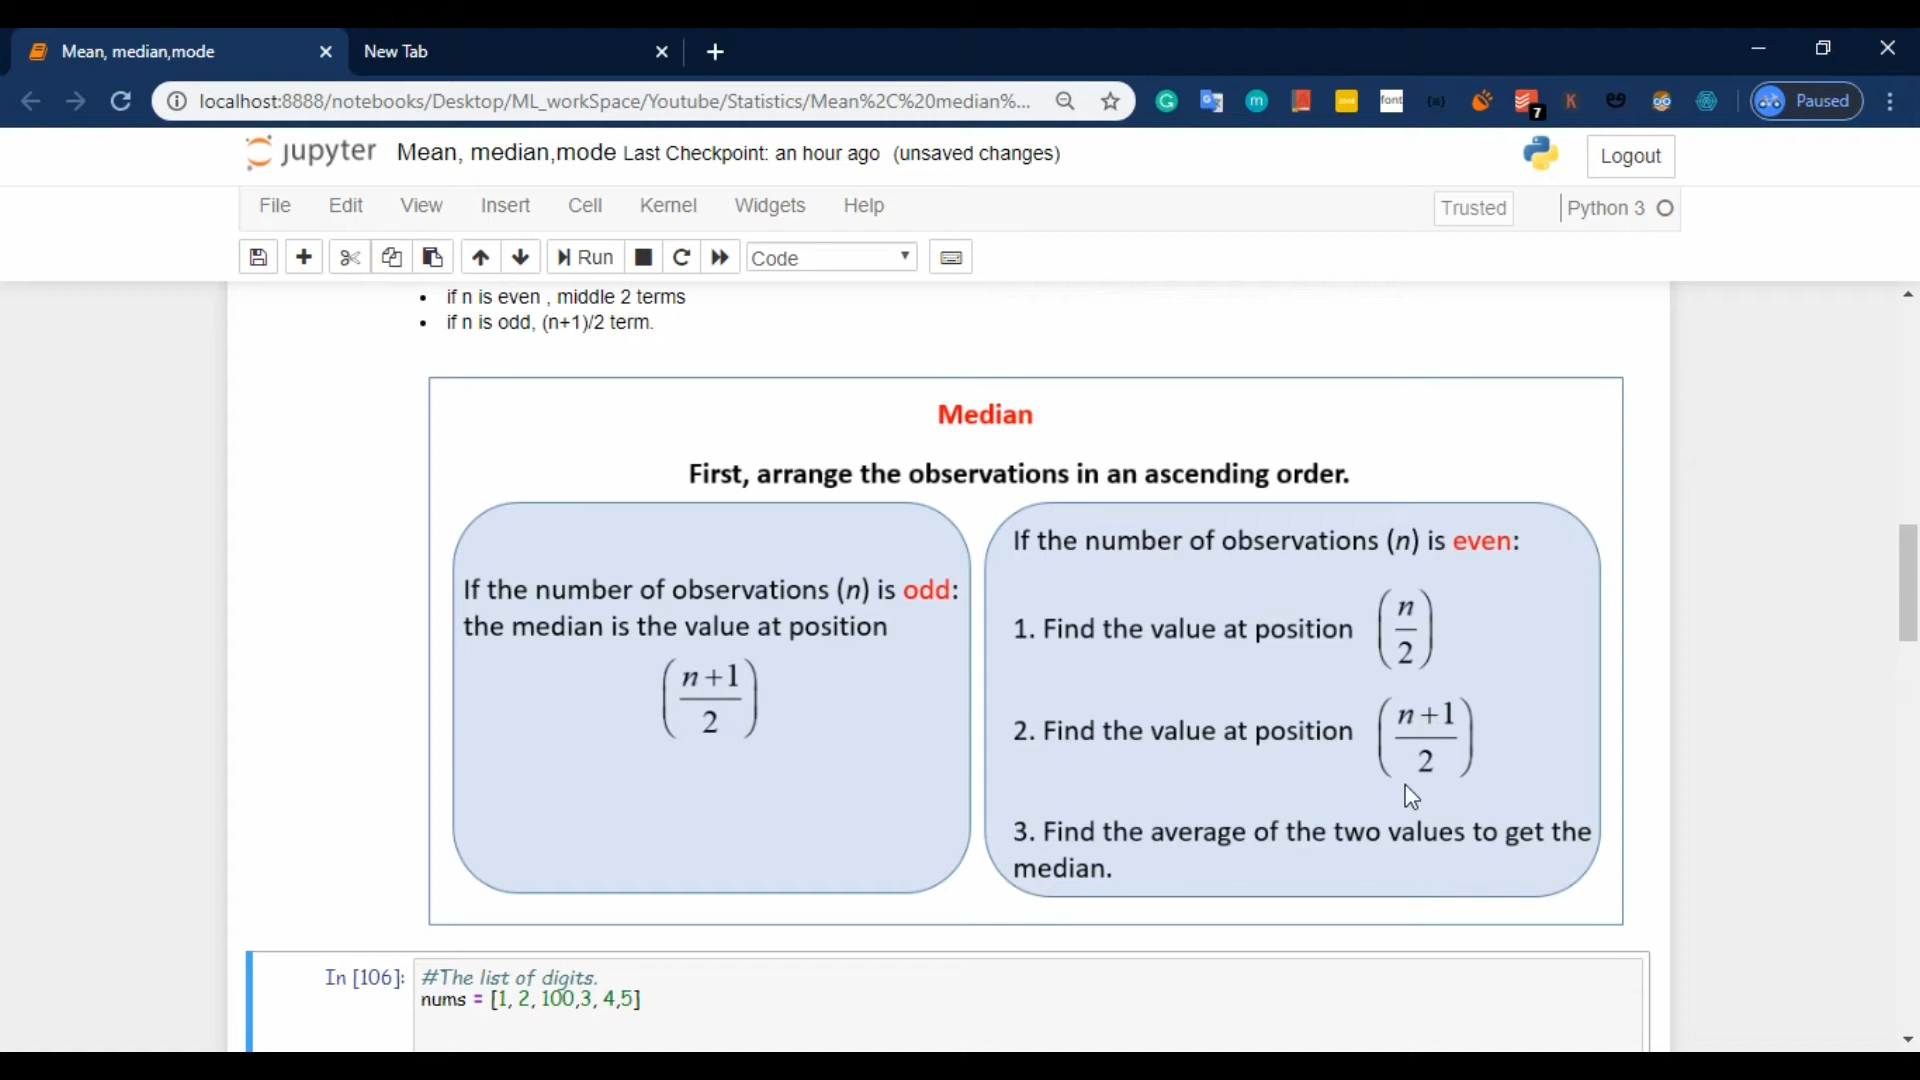 Mean, median,mode
New Tab
localhost:8888/notebooks/Desktop/ML_workSpace/Youtube/Statistics/Mean%2C%20median%...
7
Paused
jupyter Mean, median,mode Last Checkpoint: an hour ago (unsaved changes)
Logout
File Edit View Insert Cell Kernel Widgets Help
Trusted
Python 3
Run
Code
• if n is even , middle 2 terms
• if n is odd, (n+1)/2 term.
Median
First, arrange the observations in an ascending order.
If the number of observations (n) is odd:
the median is the value at position
(n+1/2)
If the number of observations (n) is even:
1. Find the value at position (n/2)
2. Find the value at position (n+1/2)
3. Find the average of the two values to get the
median.
In [106]:
#The list of digits.
nums = [1, 2, 100,3, 4,5]